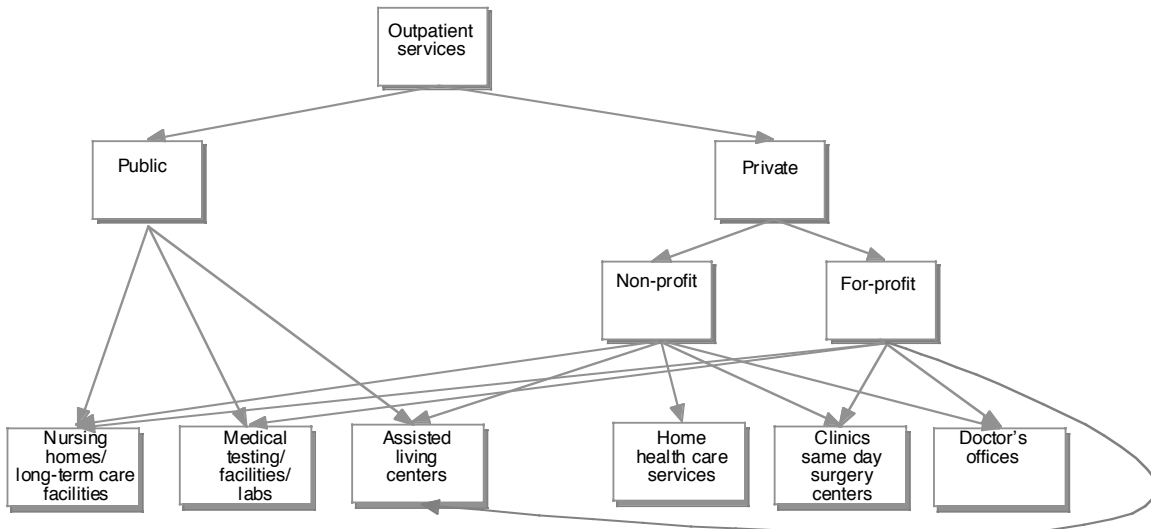 Outpatient
services
Public
Private
Non-profit
For-profit
Nursing
homes/
long-term care
facilities
Medical
testing/
facilities/
labs
Assisted
living
centers
Home
health care
services
Clinics
same day
surgery
centers
Doctor's
offices